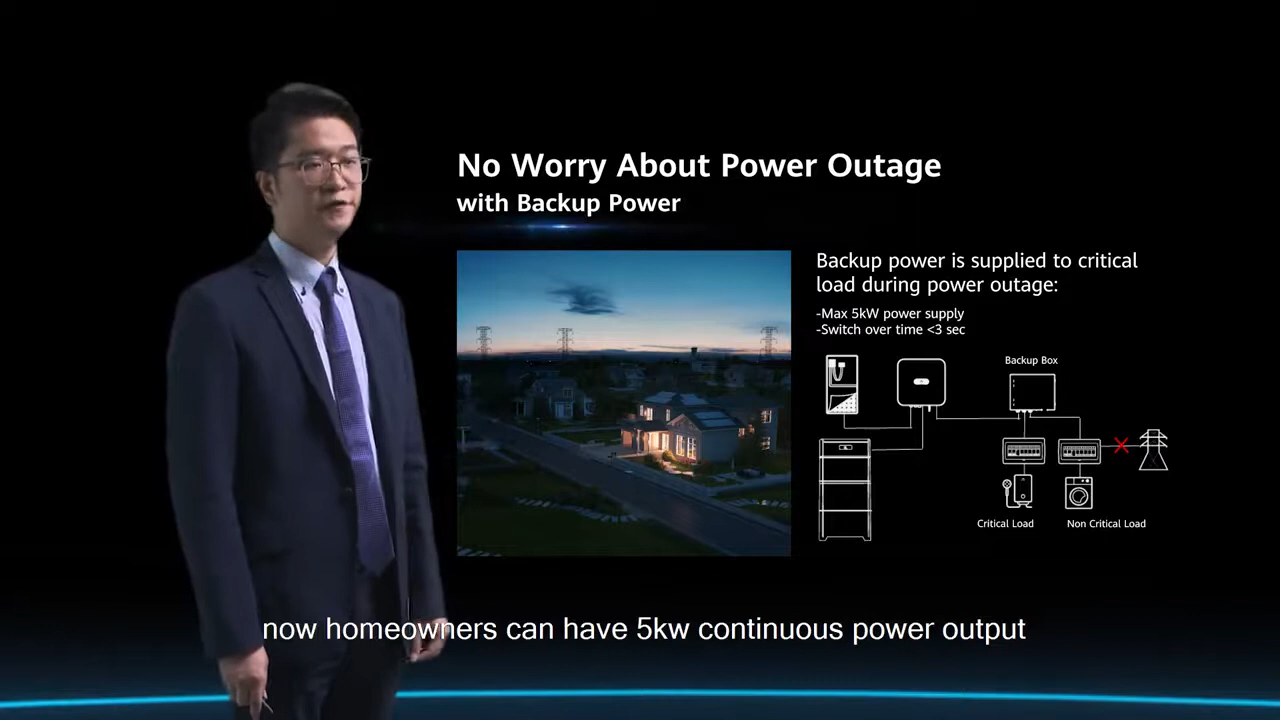 No Worry About Power Outage
with Backup Power
Backup power is supplied to critical
load during power outage:
-Max 5kW power supply
-Switch over time <3 sec
Backup Box
Critical Load
Non Critical Load
now homeowners can have 5kw continuous power output